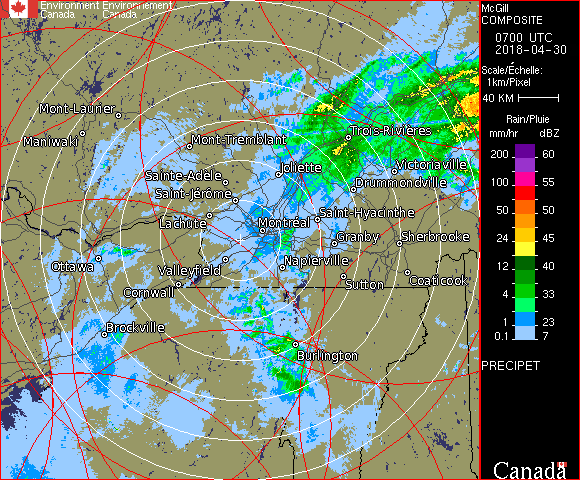 Environment Environnement
Canada Canada
McGill
COMPOSITE
0700 UTC
2018-04-30
Scale/Échelle:
1km/Pixel
40 KM
Rain/Pluie
mm/hr dBZ
200 60
100 55
50 50
24 45
12 40
4 33
1 23
0.1 7
PRECIPET
Canada
Mont-Laurier
Maniwaki
Mont-Tremblant
Trois-Rivières
Joliette
Victoriaville
Sainte-Adèle
Drummondville
Saint-Jérôme
Saint-Hyacinthe
Lachute
Montréal
Granby
Sherbrooke
Ottawa
Valleyfield
Napierville
Cornwall
Sutton
Coaticook
Brockville
Burlington